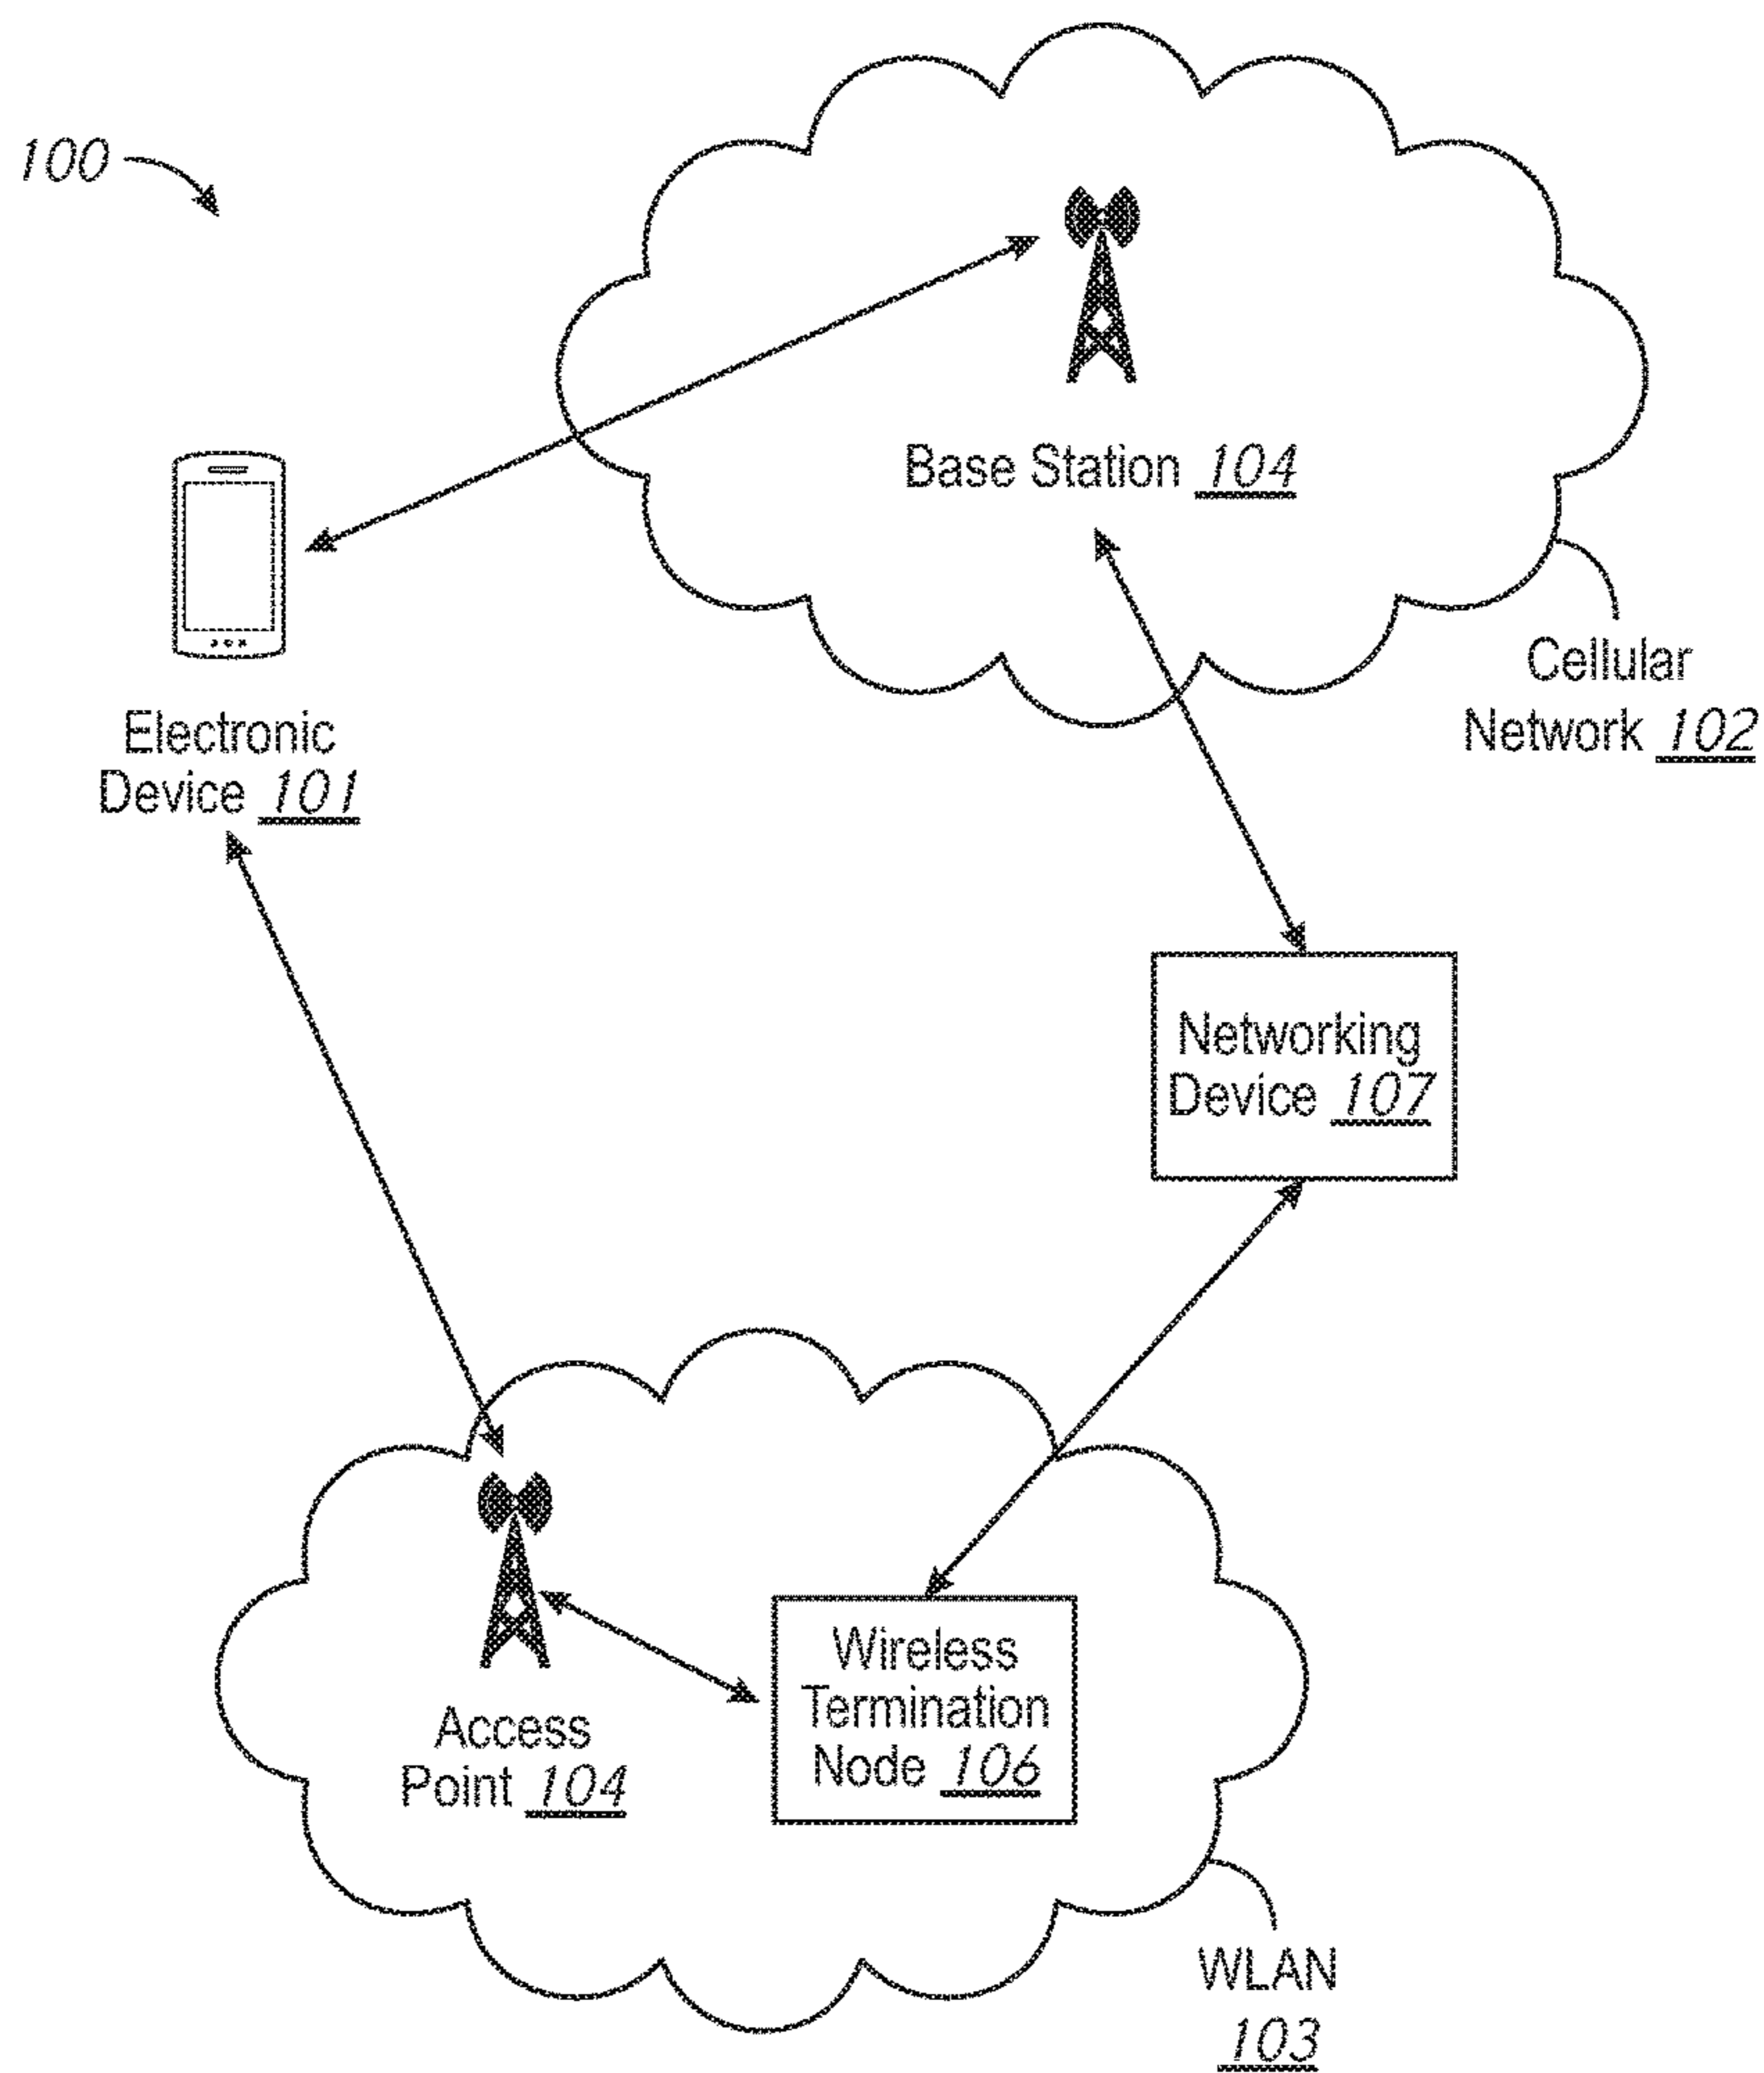 100
Base Station 104
Cellular
Network 102
Electronic
Device 101
Networking
Device 107
Wireless
Termination
Node 106
Access
Point 104
WLAN
103